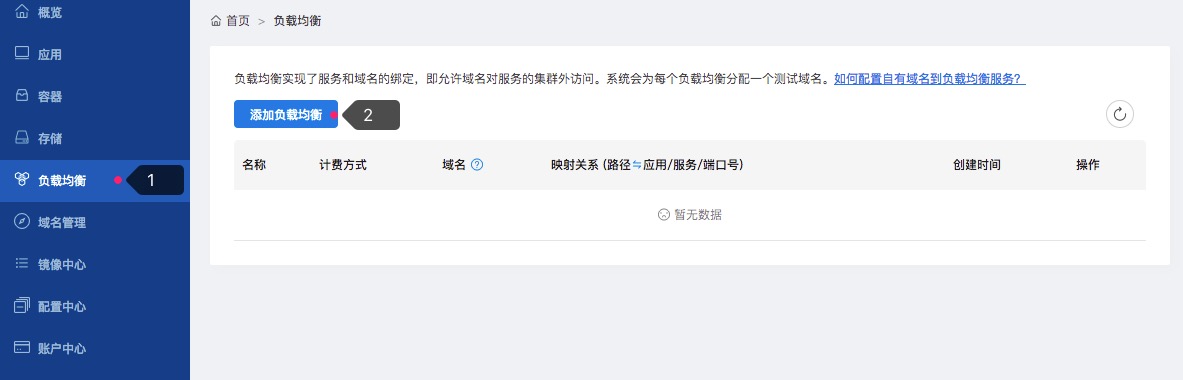 概览
应用
容器
存储
负载均衡
1
域名管理
镜像中心
配置中心
账户中心
首页 > 负载均衡
负载均衡实现了服务和域名的绑定，即允许域名对服务的集群外访问。系统会为每个负载均衡分配一个测试域名。如何配置自有域名到负载均衡服务？
添加负载均衡
2
名称 计费方式 域名 ? 映射关系 (路径⇋应用/服务/端口号) 创建时间 操作
暂无数据